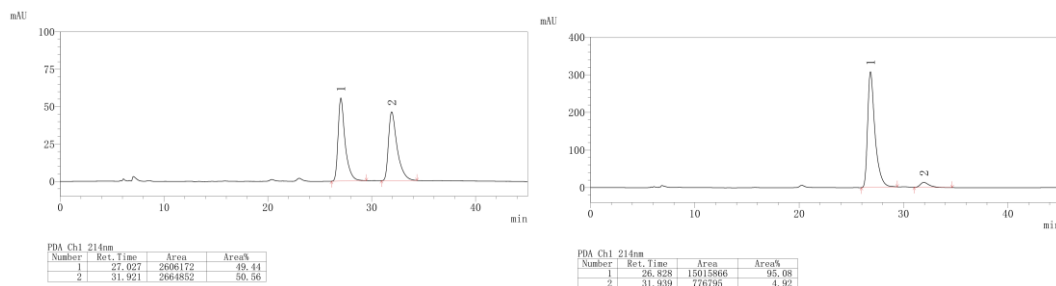 mAU
100
75
50
25
0
1
2
0 10 20 30 40
min
PDA Ch1 214nm
Number Ret. Time Area Area%
1 27.027 2606172 49.44
2 31.921 2664852 50.56
mAU
400
300
200
100
0
1
2
0 10 20 30 40
min
PDA Ch1 214nm
Number Ret. Time Area Area%
1 26.828 15015866 95.08
2 31.939 776795 4.92